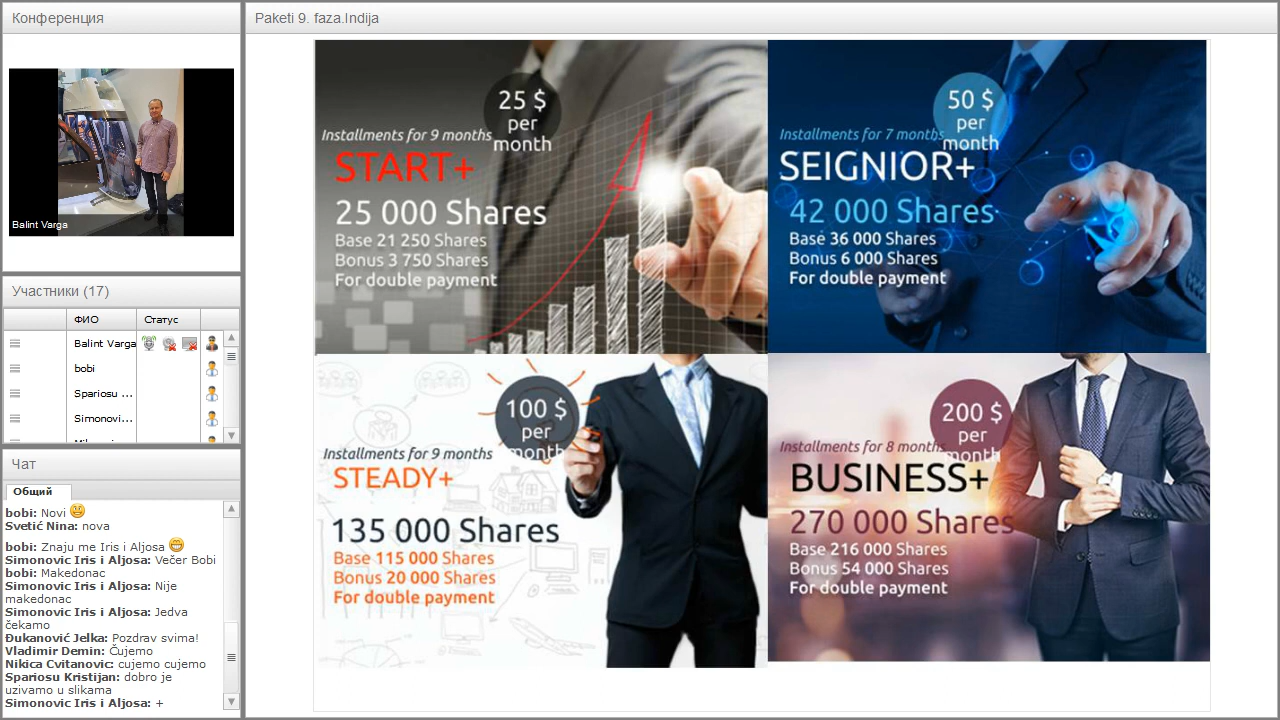 Конференция
Balint Varga
Участники (17)
ФИО Статус
Balint Varga
bobi
Spariosu ...
Simonovi...
Чат
Общий
bobi: Novi
Svetić Nina: nova
bobi: Znaju me Iris i Aljosa
Simonovic Iris i Aljosa: Večer Bobi
bobi: Makedonac
Simonovic Iris i Aljosa: Nije
makedonac
Simonovic Iris i Aljosa: Jedva
čekamo
Đukanović Jelka: Pozdrav svima!
Vladimir Demin: Čujemo
Nikica Cvitanovic: cujemo cujemo
Spariosu Kristijan: dobro je
uzivamo u slikama
Simonovic Iris i Aljosa: +
Paketi 9. faza.Indija
25 $
per
month
Installments for 9 months
START+
25 000 Shares
Base 21 250 Shares
Bonus 3 750 Shares
For double payment
50 $
per
month
Installments for 7 months
SEIGNIOR+
42 000 Shares
Base 36 000 Shares
Bonus 6 000 Shares
For double payment
100 $
per
month
Installments for 9 months
STEADY+
135 000 Shares
Base 115 000 Shares
Bonus 20 000 Shares
For double payment
200 $
per
month
Installments for 8 months
BUSINESS+
270 000 Shares
Base 216 000 Shares
Bonus 54 000 Shares
For double payment